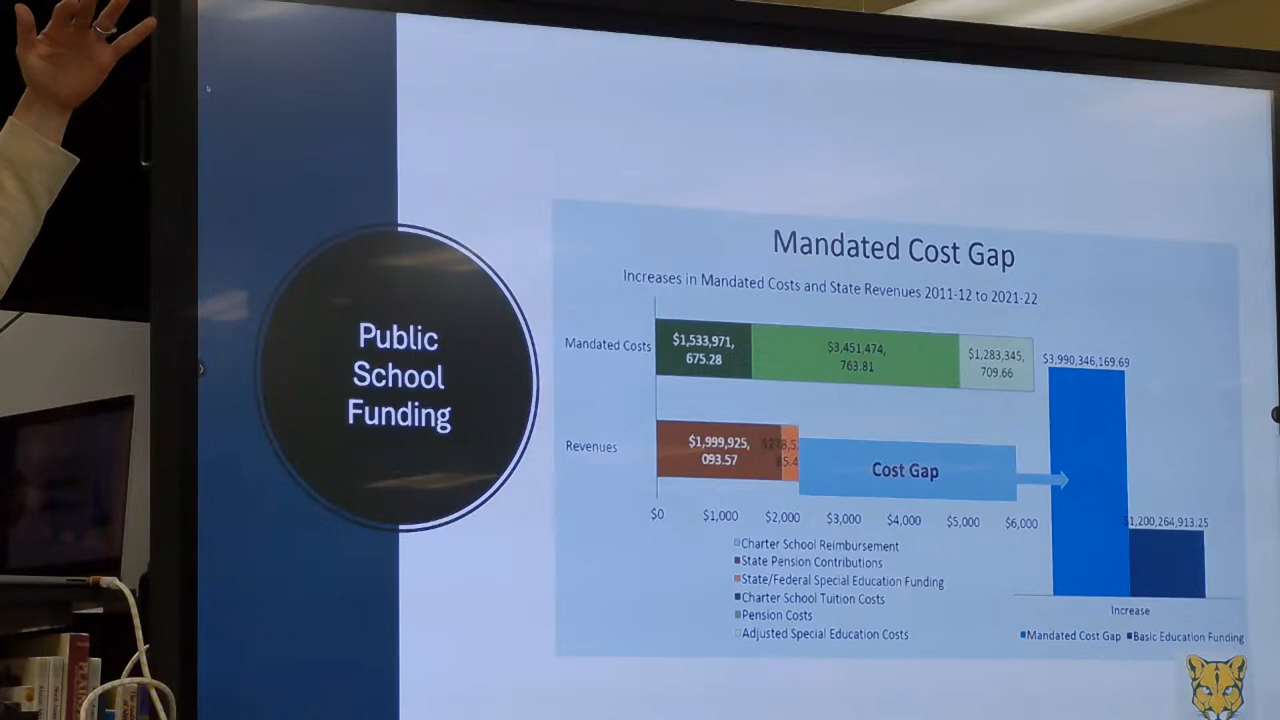 Public
School
Funding
Mandated Cost Gap
Increases in Mandated Costs and State Revenues 2011-12 to 2021-22
Mandated Costs
$1,533,971,
675.28
$3,451,474,
763.81
$1,283,345,
709.66
$3,990,346,169.69
Revenues
$1,999,925,
093.57
Cost Gap
$1,200,264,913.25
$0 $1,000 $2,000 $3,000 $4,000 $5,000 $6,000
Charter School Reimbursement
State Pension Contributions
State/Federal Special Education Funding
Charter School Tuition Costs
Pension Costs
Adjusted Special Education Costs
Increase
Mandated Cost Gap Basic Education Funding